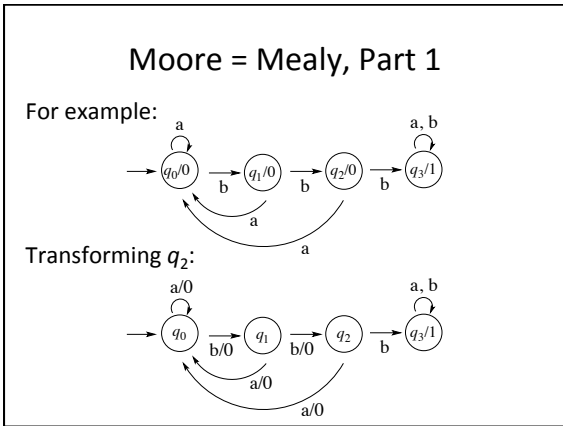 Moore = Mealy, Part 1
For example:
a a, b
q₀/0 q₁/0 q₂/0 q₃/1
b b b
a
a
Transforming q₂:
a/0 a, b
q₀ q₁ q₂ q₃/1
b/0 b/0 b
a/0
a/0